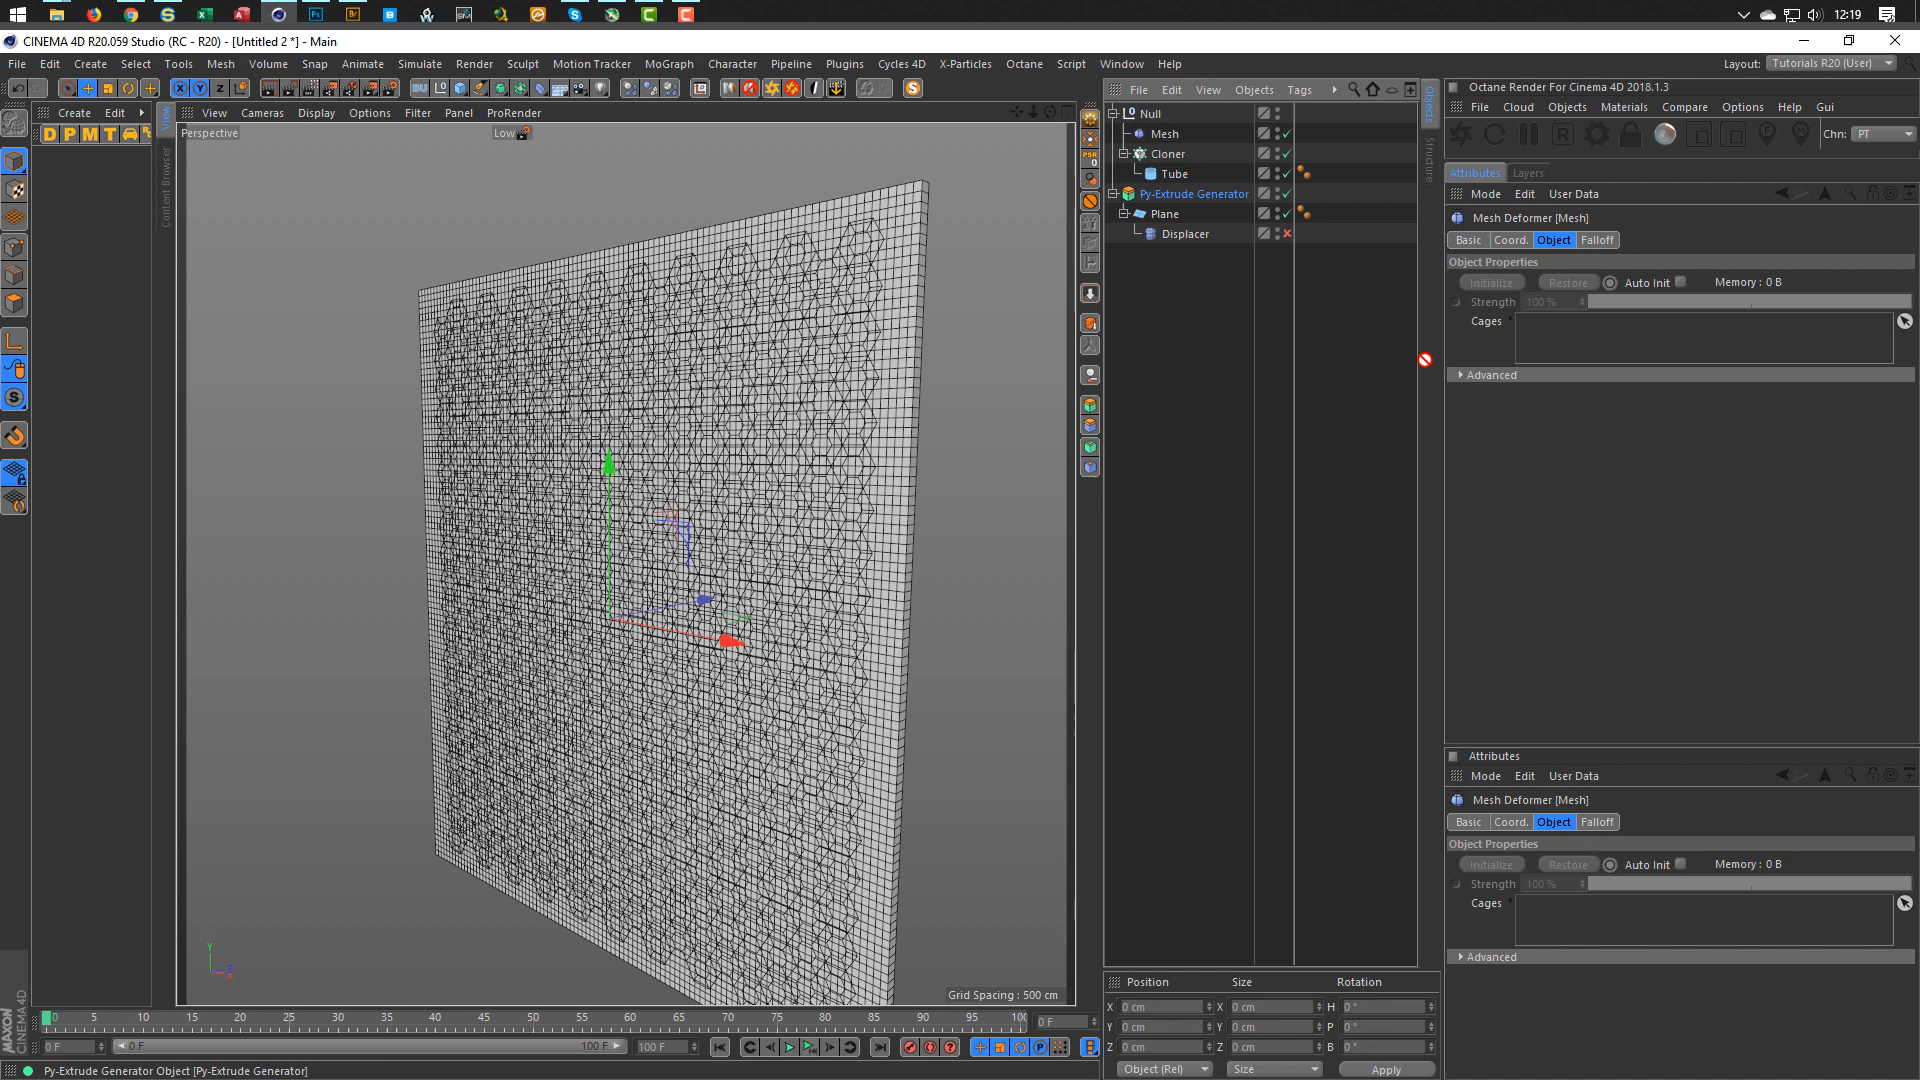 12:19
CINEMA 4D R20.059 Studio (RC - R20) - [Untitled 2 *] - Main
File Edit Create Select Tools Mesh Volume Snap Animate Simulate Render Sculpt Motion Tracker MoGraph Character Pipeline Plugins Cycles 4D X-Particles Octane Script Window Help
Layout: Tutorials R20 (User)
X Y Z BU L0
File Edit View Objects Tags
Octane Render For Cinema 4D 2018.1.3
File Cloud Objects Materials Compare Options Help Gui
Chn: PT
Create Edit
View Cameras Display Options Filter Panel ProRender
D P M T
Perspective
Low
View
Content Browser
PSR
0
Null
Mesh
Cloner
Tube
Py-Extrude Generator
Plane
Displacer
Objects
Structure
Attributes Layers
Mode Edit User Data
Mesh Deformer [Mesh]
Basic Coord. Object Falloff
Object Properties
Initialize Restore Auto Init Memory : 0 B
Strength 100 %
Cages
Advanced
Attributes
Mode Edit User Data
Mesh Deformer [Mesh]
Basic Coord. Object Falloff
Object Properties
Initialize Restore Auto Init Memory : 0 B
Strength 100 %
Cages
Advanced
Y
Z
Grid Spacing : 500 cm
0 5 10 15 20 25 30 35 40 45 50 55 60 65 70 75 80 85 90 95 100
0 F
0 F 0 F 100 F 100 F
Position Size Rotation
X 0 cm X 0 cm H 0 °
Y 0 cm Y 0 cm P 0 °
Z 0 cm Z 0 cm B 0 °
Object (Rel) Size Apply
MAXON
CINEMA 4D
Py-Extrude Generator Object [Py-Extrude Generator]